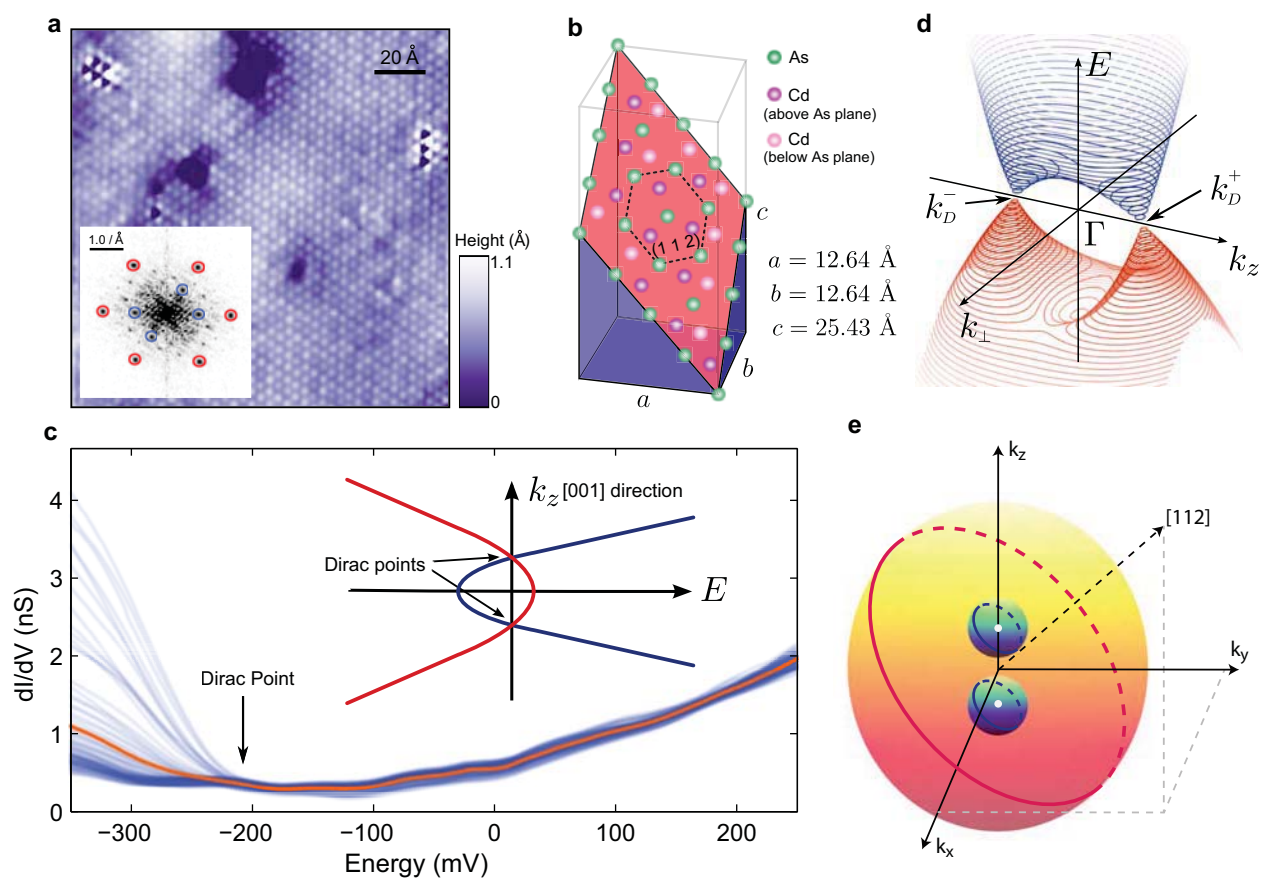 a
20 Å
1.0 / Å
Height (Å)
1.1
0
b
As
Cd
(above As plane)
Cd
(below As plane)
(1 1 2)
c
a = 12.64 Å
b = 12.64 Å
c = 25.43 Å
b
a
d
E
k_D^-
k_D^+
Γ
k_z
k_⊥
c
dI/dV (nS)
4
3
2
1
0
k_z [001] direction
Dirac points
E
Dirac Point
−300
−200
−100
0
100
200
Energy (mV)
e
k_z
[112]
k_y
k_x